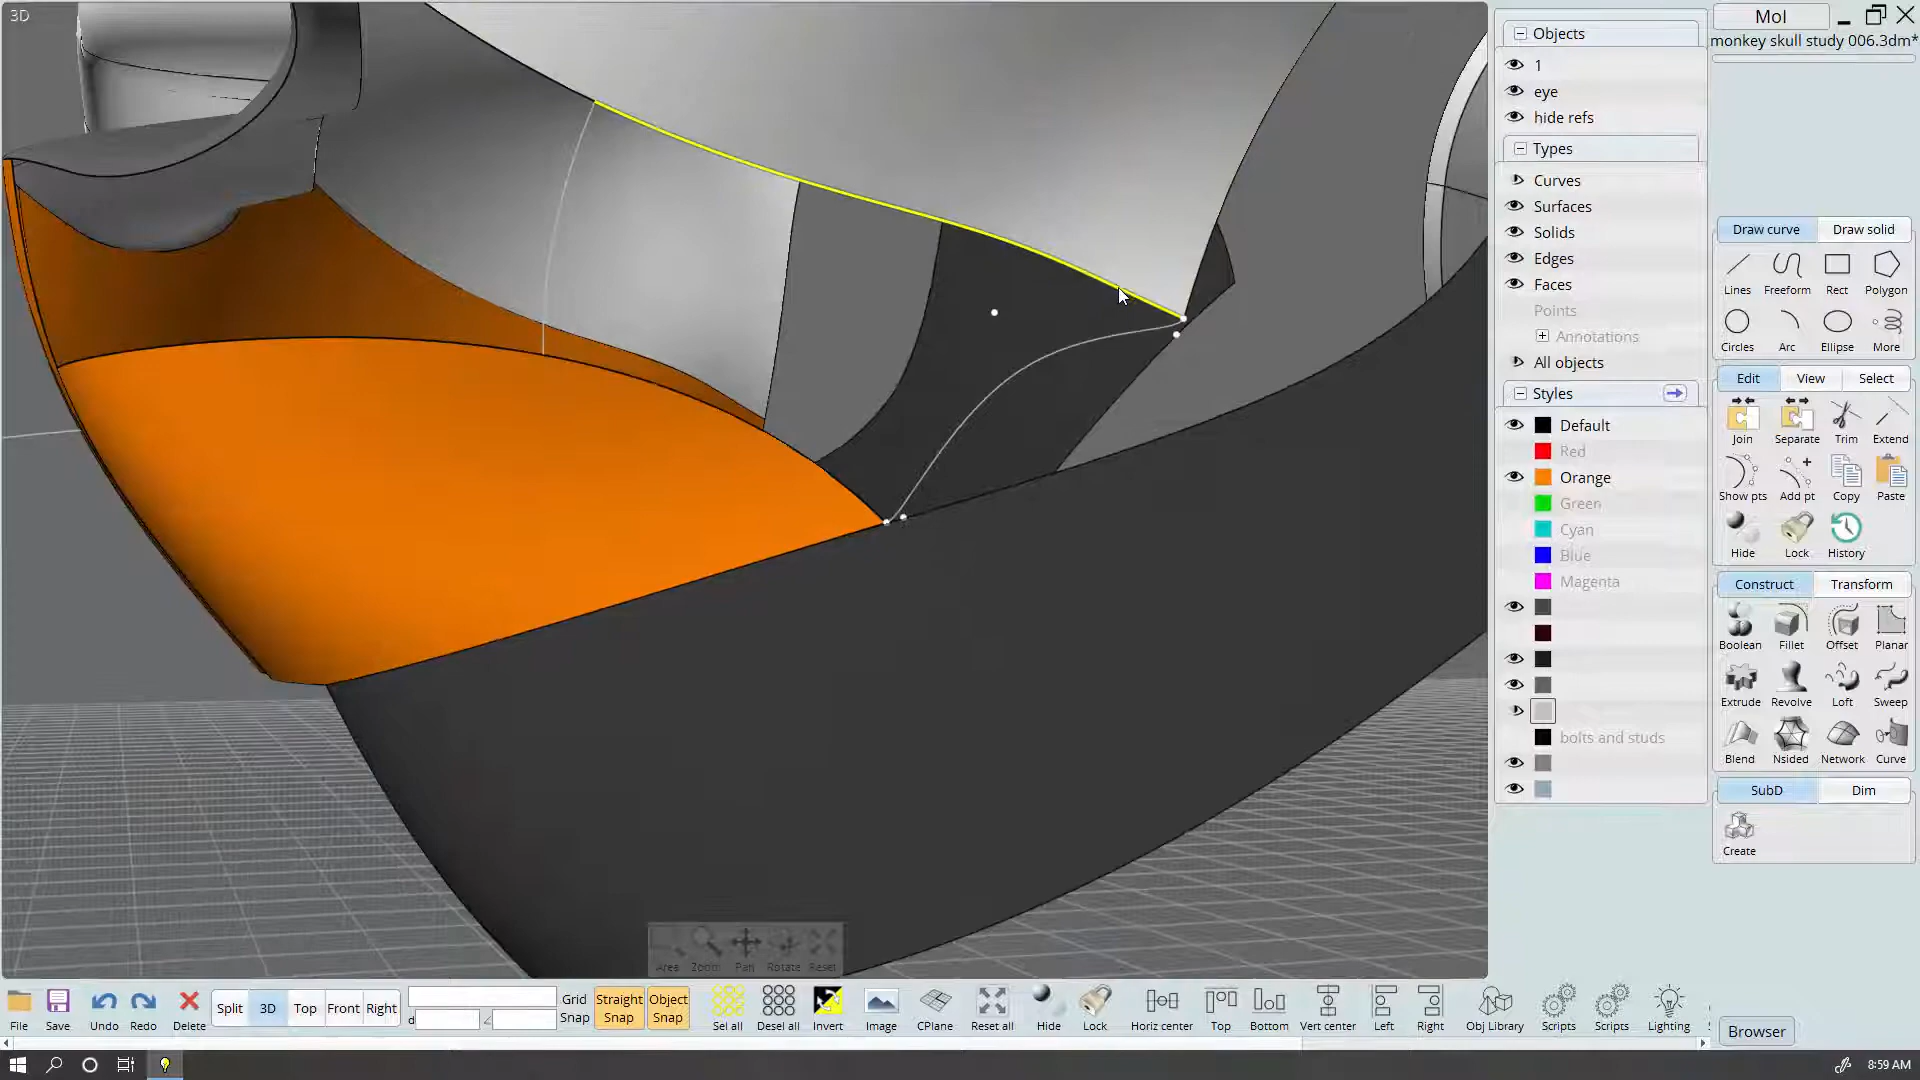 3D
Objects
1
eye
hide refs
Types
Curves
Surfaces
Solids
Edges
Faces
Points
Annotations
All objects
Styles
Default
Red
Orange
Green
Cyan
Blue
Magenta
bolts and studs
MoI
monkey skull study 006.3dm*
Draw curve Draw solid
Lines Freeform Rect Polygon
Circles Arc Ellipse More
Edit View Select
Join Separate Trim Extend
Show pts Add pt Copy Paste
Hide Lock History
Construct Transform
Boolean Fillet Offset Planar
Extrude Revolve Loft Sweep
Blend Nsided Network Curve
SubD Dim
Create
Area Zoom Pan Rotate Reset
File Save Undo Redo Delete
Split 3D Top Front Right
d
Grid Snap
Straight Snap
Object Snap
Sel all Desel all Invert Image CPlane Reset all Hide Lock Horiz center Top Bottom Vert center Left Right Obj Library Scripts Scripts Lighting
Browser
8:59 AM